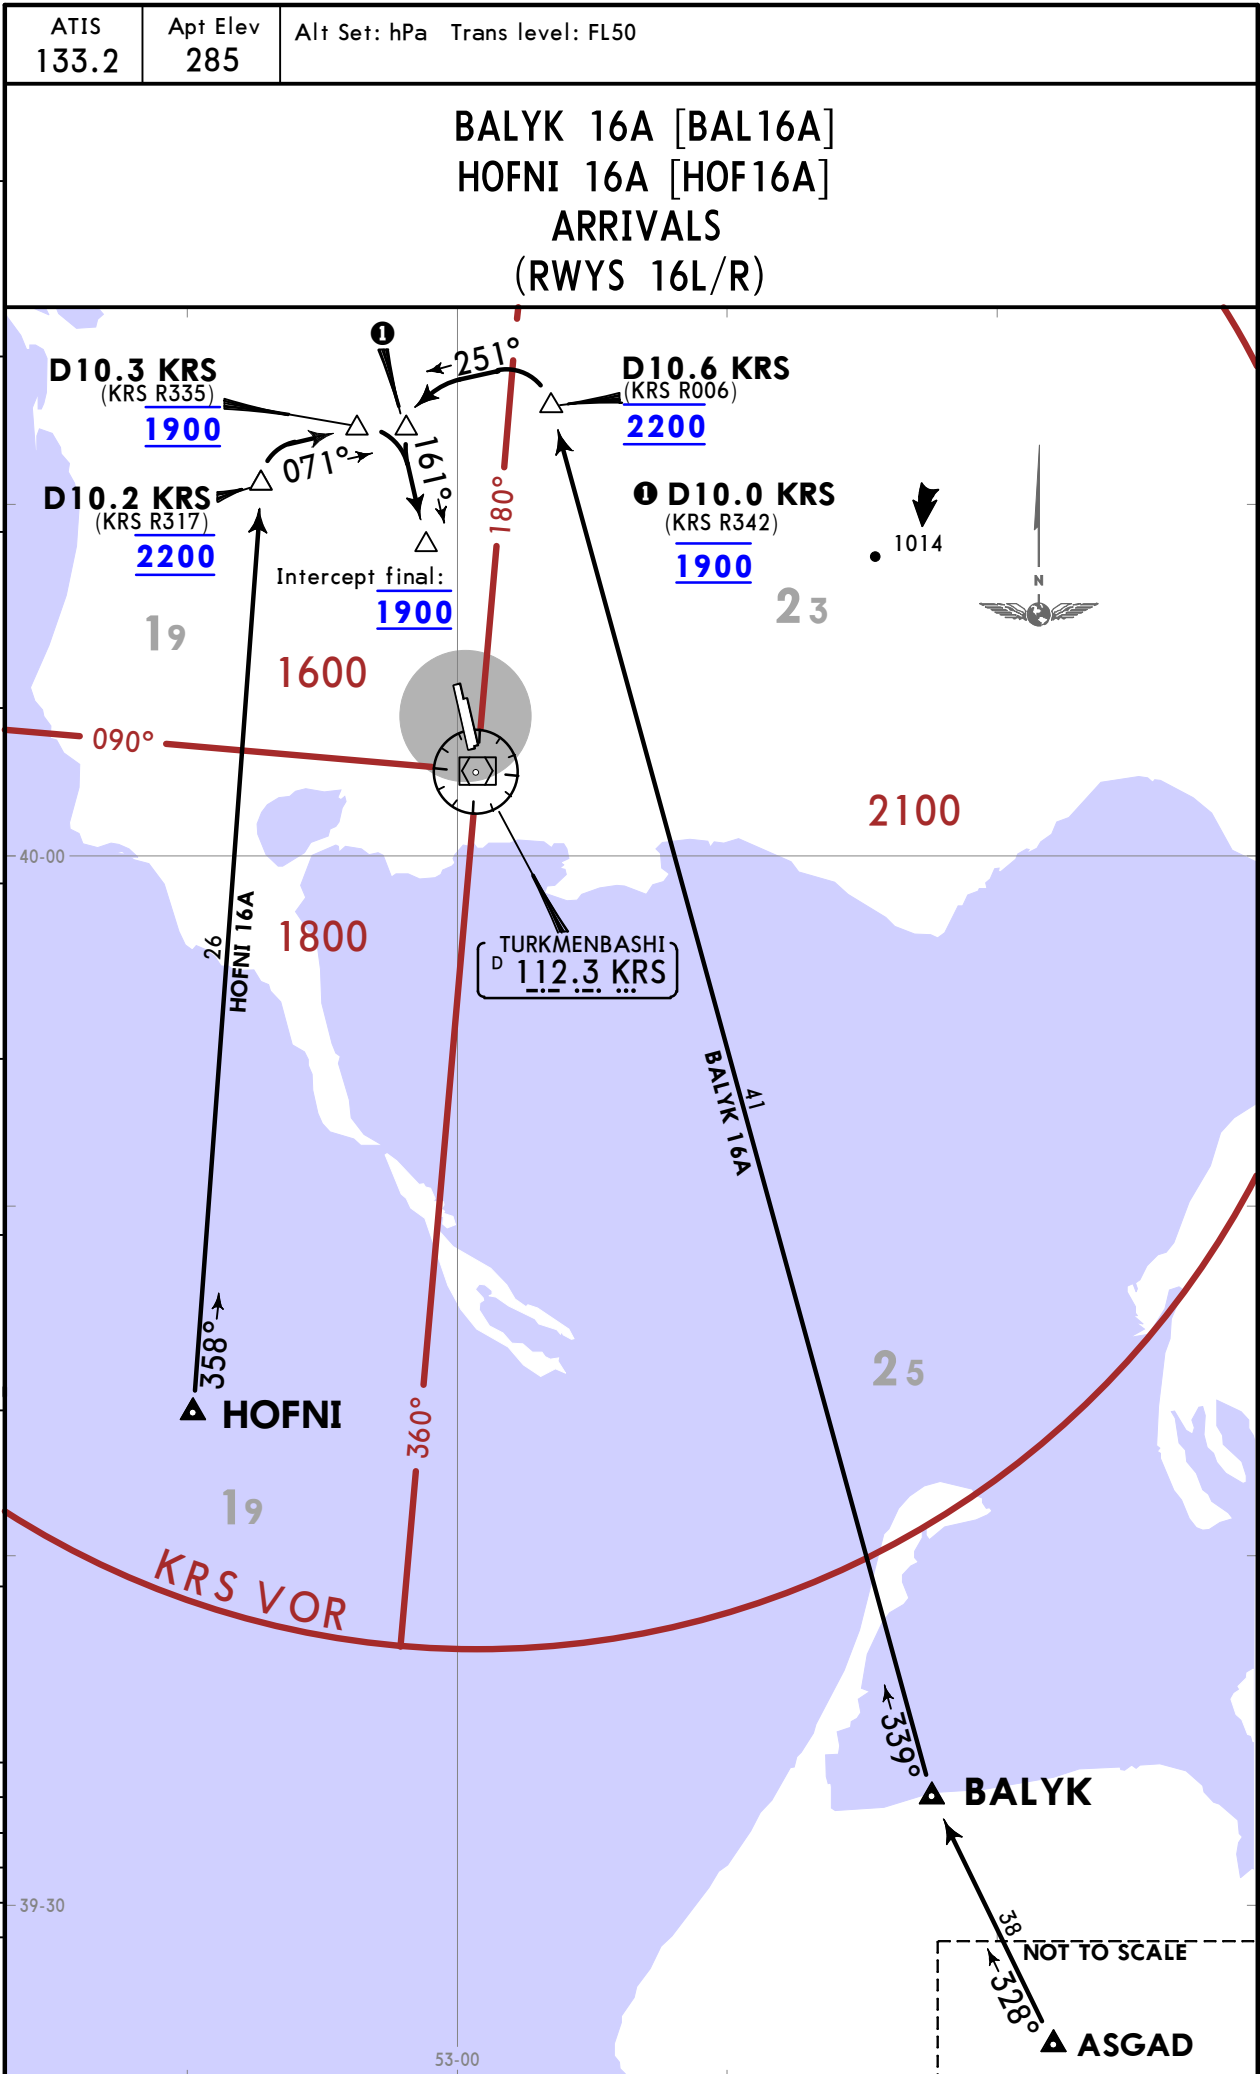 ATIS
133.2
Apt Elev
285
Alt Set: hPa Trans level: FL50
BALYK 16A [BAL16A]
HOFNI 16A [HOF16A]
ARRIVALS
(RWYS 16L/R)
1
251°
D10.3 KRS
(KRS R335)
1900
D10.6 KRS
(KRS R006)
2200
071°
161°
D10.2 KRS
(KRS R317)
2200
180°
1 D10.0 KRS
(KRS R342)
1900
1014
N
Intercept final:
1900
19
23
1600
090°
2100
40-00
1800
26
HOFNI 16A
TURKMENBASHI
D 112.3 KRS
41
BALYK 16A
358°
HOFNI
25
360°
19
KRS VOR
339°
BALYK
39-30
38
NOT TO SCALE
328°
ASGAD
53-00